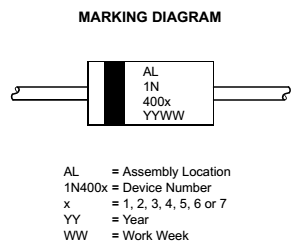 MARKING DIAGRAM
AL
1N
400x
YYWW
AL = Assembly Location
1N400x = Device Number
x = 1, 2, 3, 4, 5, 6 or 7
YY = Year
WW = Work Week